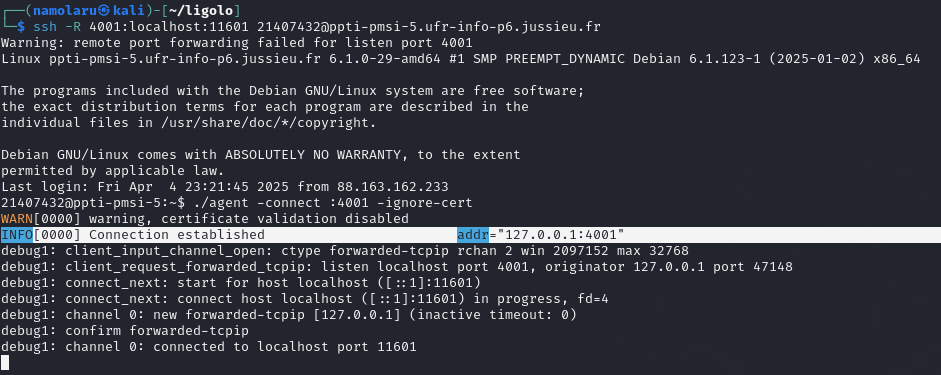 ┌──(namolaru㉿kali)-[~/ligolo]
└─$ ssh -R 4001:localhost:11601 21407432@ppti-pmsi-5.ufr-info-p6.jussieu.fr
Warning: remote port forwarding failed for listen port 4001
Linux ppti-pmsi-5.ufr-info-p6.jussieu.fr 6.1.0-29-amd64 #1 SMP PREEMPT_DYNAMIC Debian 6.1.123-1 (2025-01-02) x86_64

The programs included with the Debian GNU/Linux system are free software;
the exact distribution terms for each program are described in the
individual files in /usr/share/doc/*/copyright.

Debian GNU/Linux comes with ABSOLUTELY NO WARRANTY, to the extent
permitted by applicable law.
Last login: Fri Apr  4 23:21:45 2025 from 88.163.162.233
21407432@ppti-pmsi-5:~$ ./agent -connect :4001 -ignore-cert
WARN[0000] warning, certificate validation disabled
INFO[0000] Connection established                        addr="127.0.0.1:4001"
debug1: client_input_channel_open: ctype forwarded-tcpip rchan 2 win 2097152 max 32768
debug1: client_request_forwarded_tcpip: listen localhost port 4001, originator 127.0.0.1 port 47148
debug1: connect_next: start for host localhost ([::1]:11601)
debug1: connect_next: connect host localhost ([::1]:11601) in progress, fd=4
debug1: channel 0: new forwarded-tcpip [127.0.0.1] (inactive timeout: 0)
debug1: confirm forwarded-tcpip
debug1: channel 0: connected to localhost port 11601